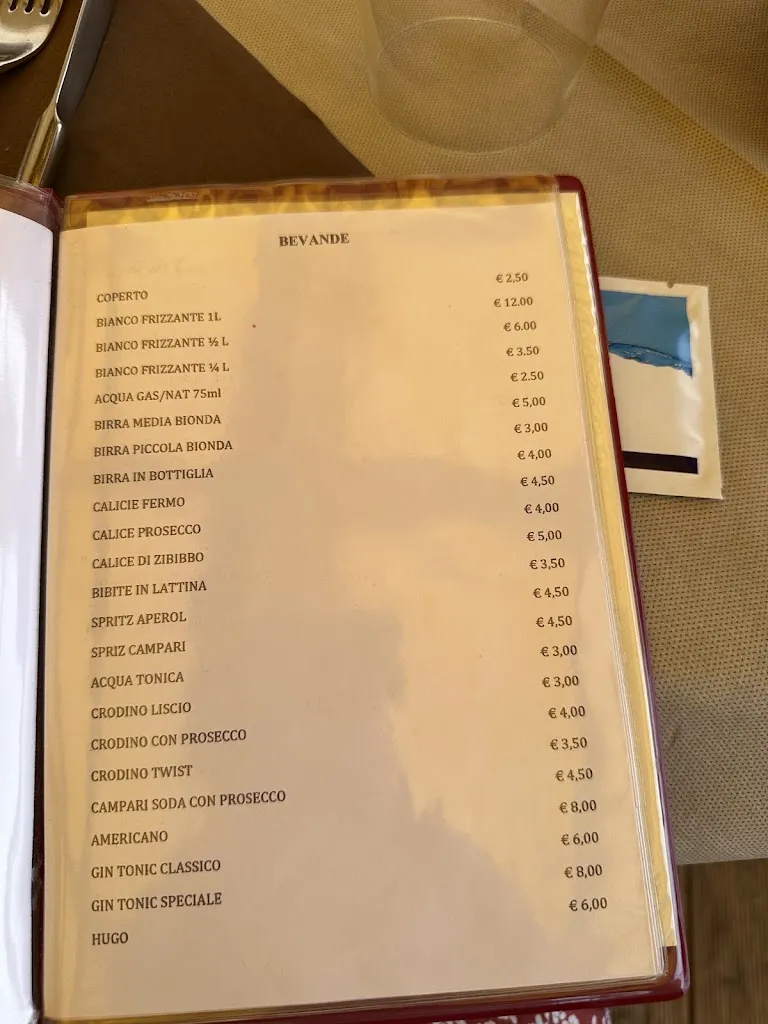 BEVANDE
COPERTO € 2,50
BIANCO FRIZZANTE 1L € 12.00
BIANCO FRIZZANTE ½ L € 6.00
BIANCO FRIZZANTE ¼ L € 3.50
ACQUA GAS/NAT 75ml € 2.50
BIRRA MEDIA BIONDA € 5,00
BIRRA PICCOLA BIONDA € 3,00
BIRRA IN BOTTIGLIA € 4,00
CALICIE FERMO € 4,50
CALICE PROSECCO € 4,00
CALICE DI ZIBIBBO € 5,00
BIBITE IN LATTINA € 3,50
SPRITZ APEROL € 4,50
SPRIZ CAMPARI € 4,50
ACQUA TONICA € 3,00
CRODINO LISCIO € 3,00
CRODINO CON PROSECCO € 4,00
CRODINO TWIST € 3,50
CAMPARI SODA CON PROSECCO € 4,50
AMERICANO € 8,00
GIN TONIC CLASSICO € 6,00
GIN TONIC SPECIALE € 8,00
HUGO € 6,00